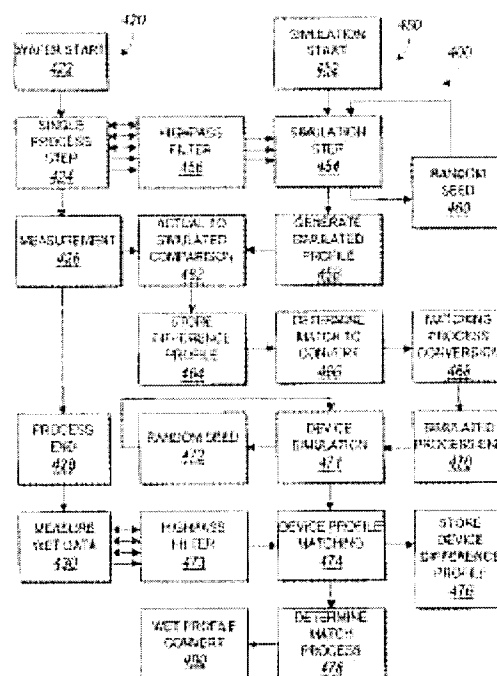 WAFER START
422
420
SIMULATION
START
452
450
400
SINGLE
PROCESS
STEP
424
HIGHPASS
FILTER
456
SIMULATION
STEP
454
RANDOM
SEED
460
MEASUREMENT
426
ACTUAL TO
SIMULATED
COMPARISON
462
GENERATE
SIMULATED
PROFILE
458
STORE
DIFFERENCE
PROFILE
464
DETERMINE
MATCH TO
CONVERT
466
MATCHING
PROCESS
CONVERSION
468
PROCESS
END
428
RANDOM SEED
472
DEVICE
SIMULATION
471
SIMULATED
PROCESS END
470
MEASURE
WET DATA
430
HIGHPASS
FILTER
473
DEVICE PROFILE
MATCHING
474
STORE
DEVICE
DIFFERENCE
PROFILE
476
WET PROFILE
CONVERT
DETERMINE
MATCH
PROCESS
478